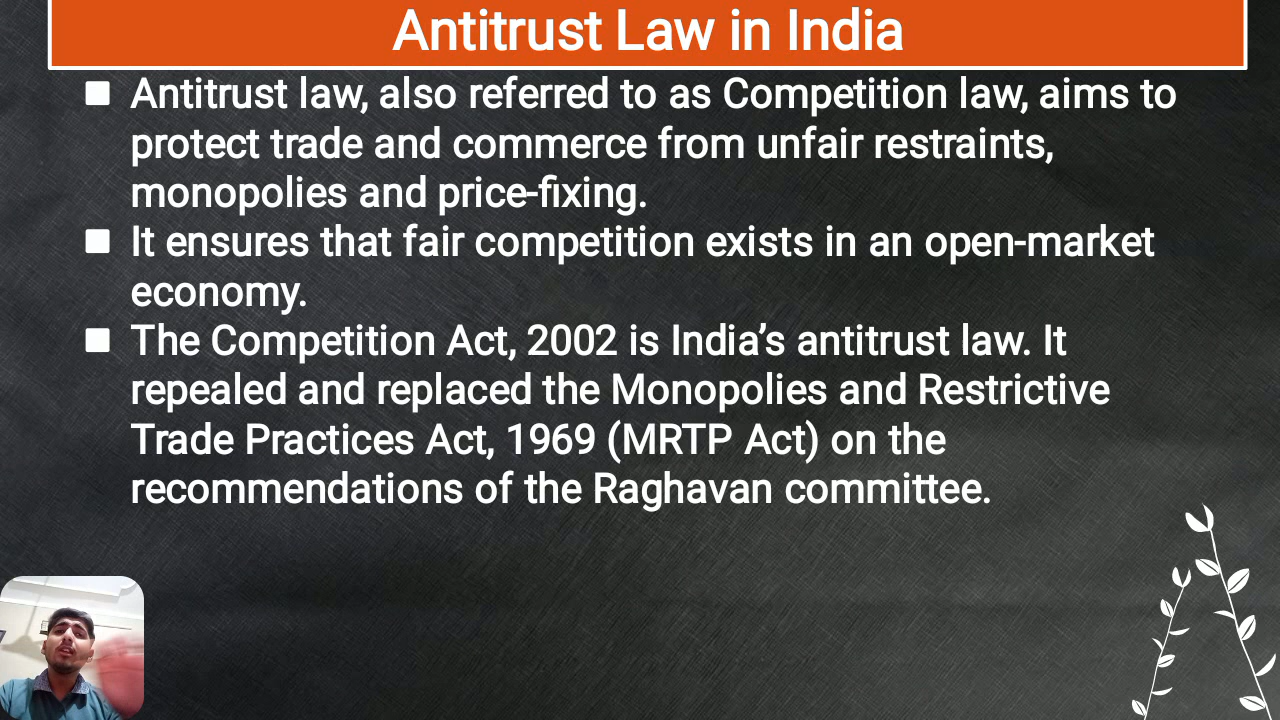 Antitrust Law in India
Antitrust law, also referred to as Competition law, aims to
protect trade and commerce from unfair restraints,
monopolies and price-fixing.
It ensures that fair competition exists in an open-market
economy.
The Competition Act, 2002 is India’s antitrust law. It
repealed and replaced the Monopolies and Restrictive
Trade Practices Act, 1969 (MRTP Act) on the
recommendations of the Raghavan committee.